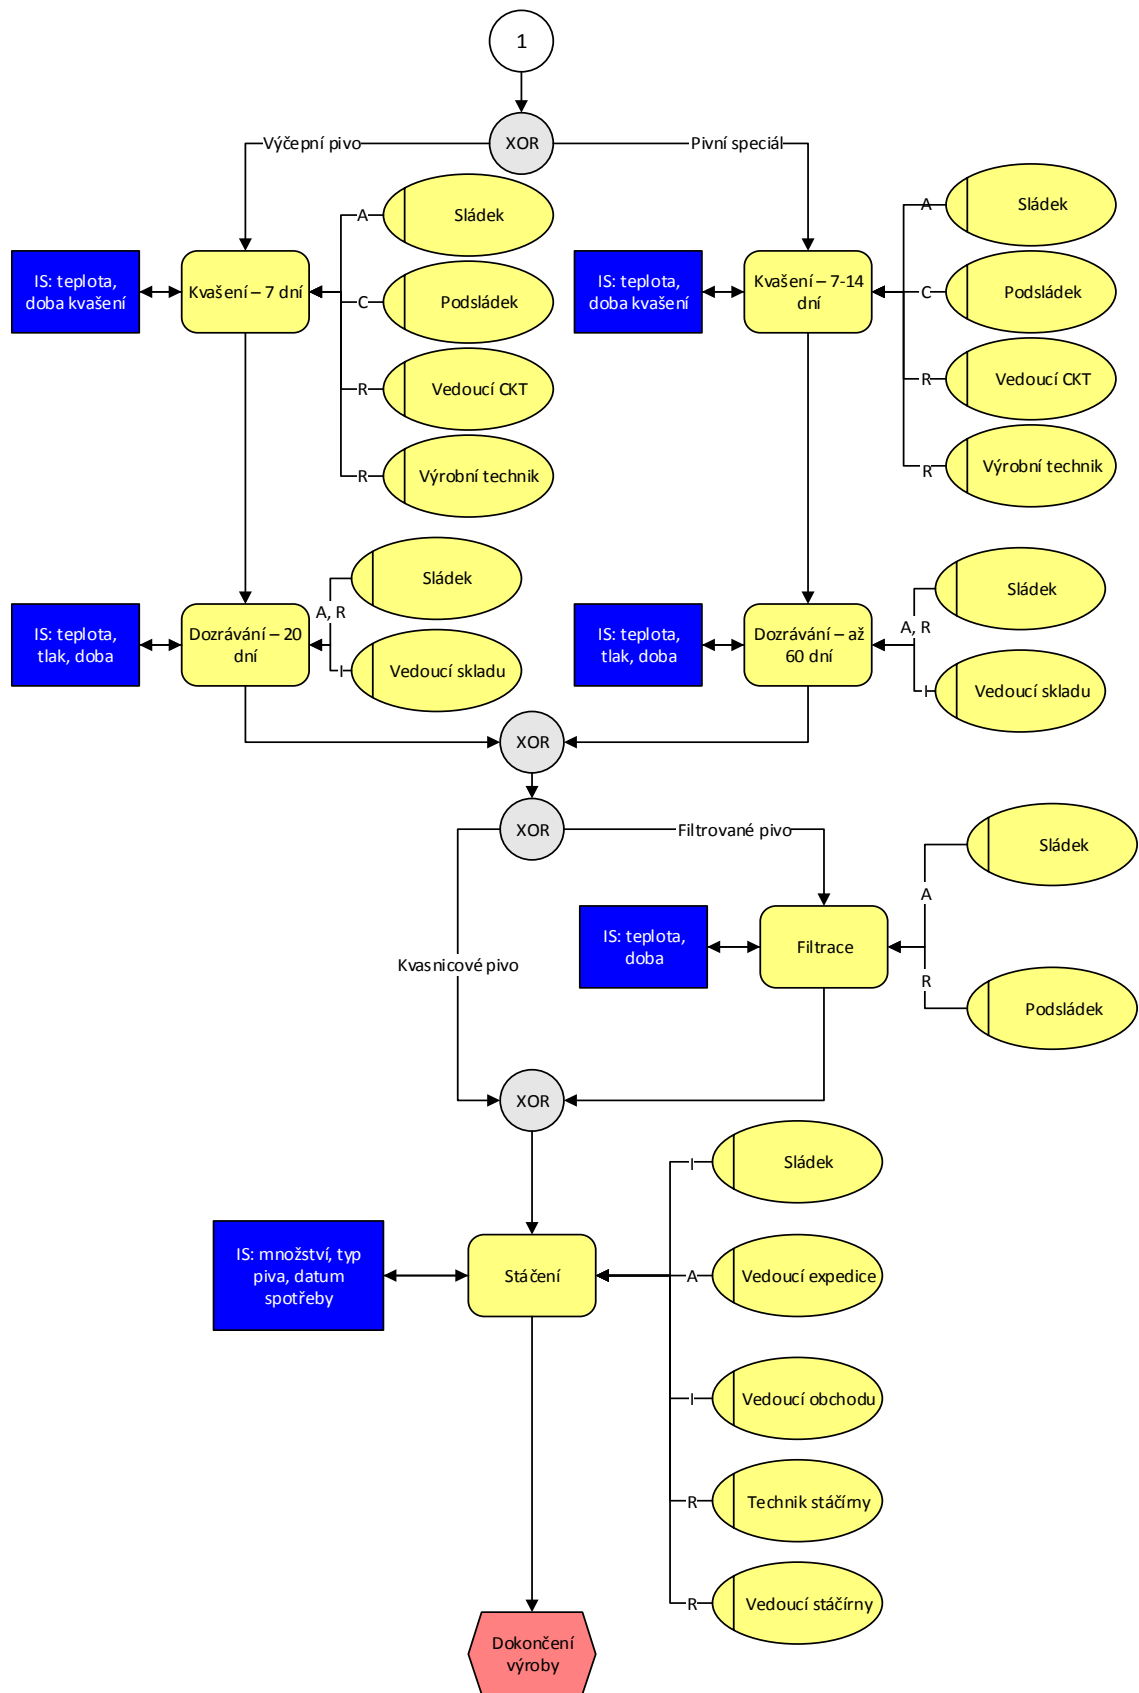 1
XOR
Výčepní pivo
Pivní speciál
A
Sládek
A
Sládek
IS: teplota,
doba kvašení
Kvašení – 7 dní
C
Podsládek
IS: teplota,
doba kvašení
Kvašení – 7-14
dní
C
Podsládek
R
Vedoucí CKT
R
Vedoucí CKT
R
Výrobní technik
R
Výrobní technik
Sládek
Sládek
A, R
A, R
IS: teplota,
tlak, doba
Dozrávání – 20
dní
I
Vedoucí skladu
IS: teplota,
tlak, doba
Dozrávání – až
60 dní
I
Vedoucí skladu
XOR
XOR
Filtrované pivo
Sládek
A
Kvasnicové pivo
IS: teplota,
doba
Filtrace
R
Podsládek
XOR
I
Sládek
IS: množství, typ
piva, datum
spotřeby
Stáčení
A
Vedoucí expedice
I
Vedoucí obchodu
R
Technik stáčírny
R
Vedoucí stáčírny
Dokončení
výroby